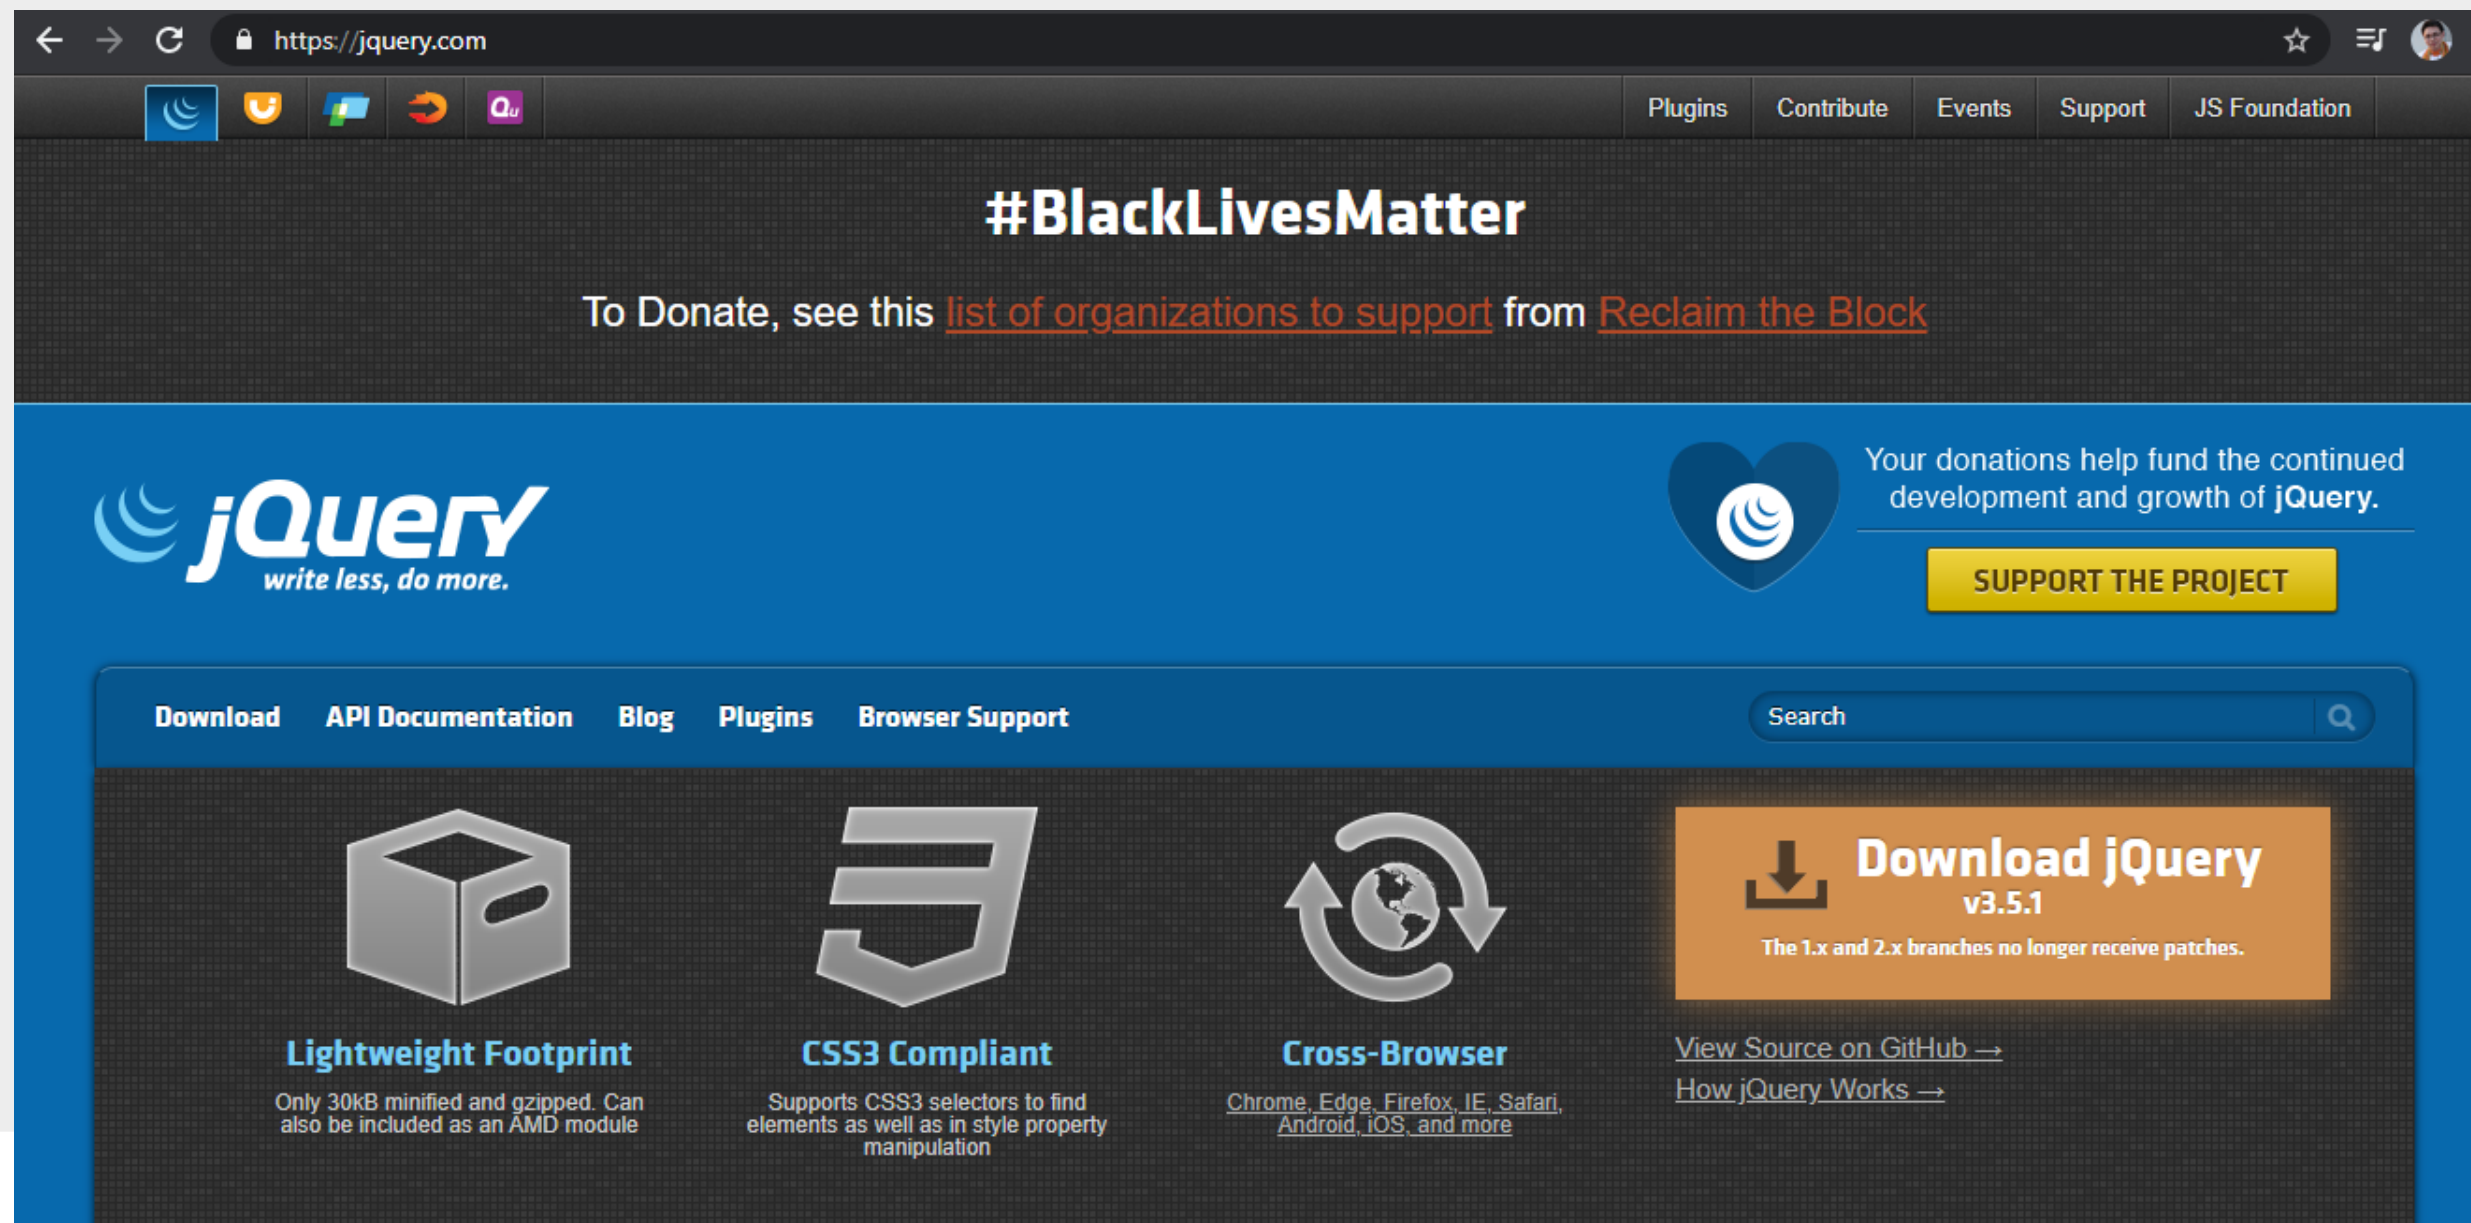 https://jquery.com
Qu
Plugins Contribute Events Support JS Foundation
#BlackLivesMatter
To Donate, see this list of organizations to support from Reclaim the Block
Your donations help fund the continued
development and growth of jQuery.
jQuery
write less, do more.
SUPPORT THE PROJECT
Download API Documentation Blog Plugins Browser Support Search
Download jQuery
v3.5.1
The 1.x and 2.x branches no longer receive patches.
Lightweight Footprint
Only 30kB minified and gzipped. Can
also be included as an AMD module
CSS3 Compliant
Supports CSS3 selectors to find
elements as well as in style property
manipulation
Cross-Browser
Chrome, Edge, Firefox, IE, Safari,
Android, iOS, and more
View Source on GitHub →
How jQuery Works →